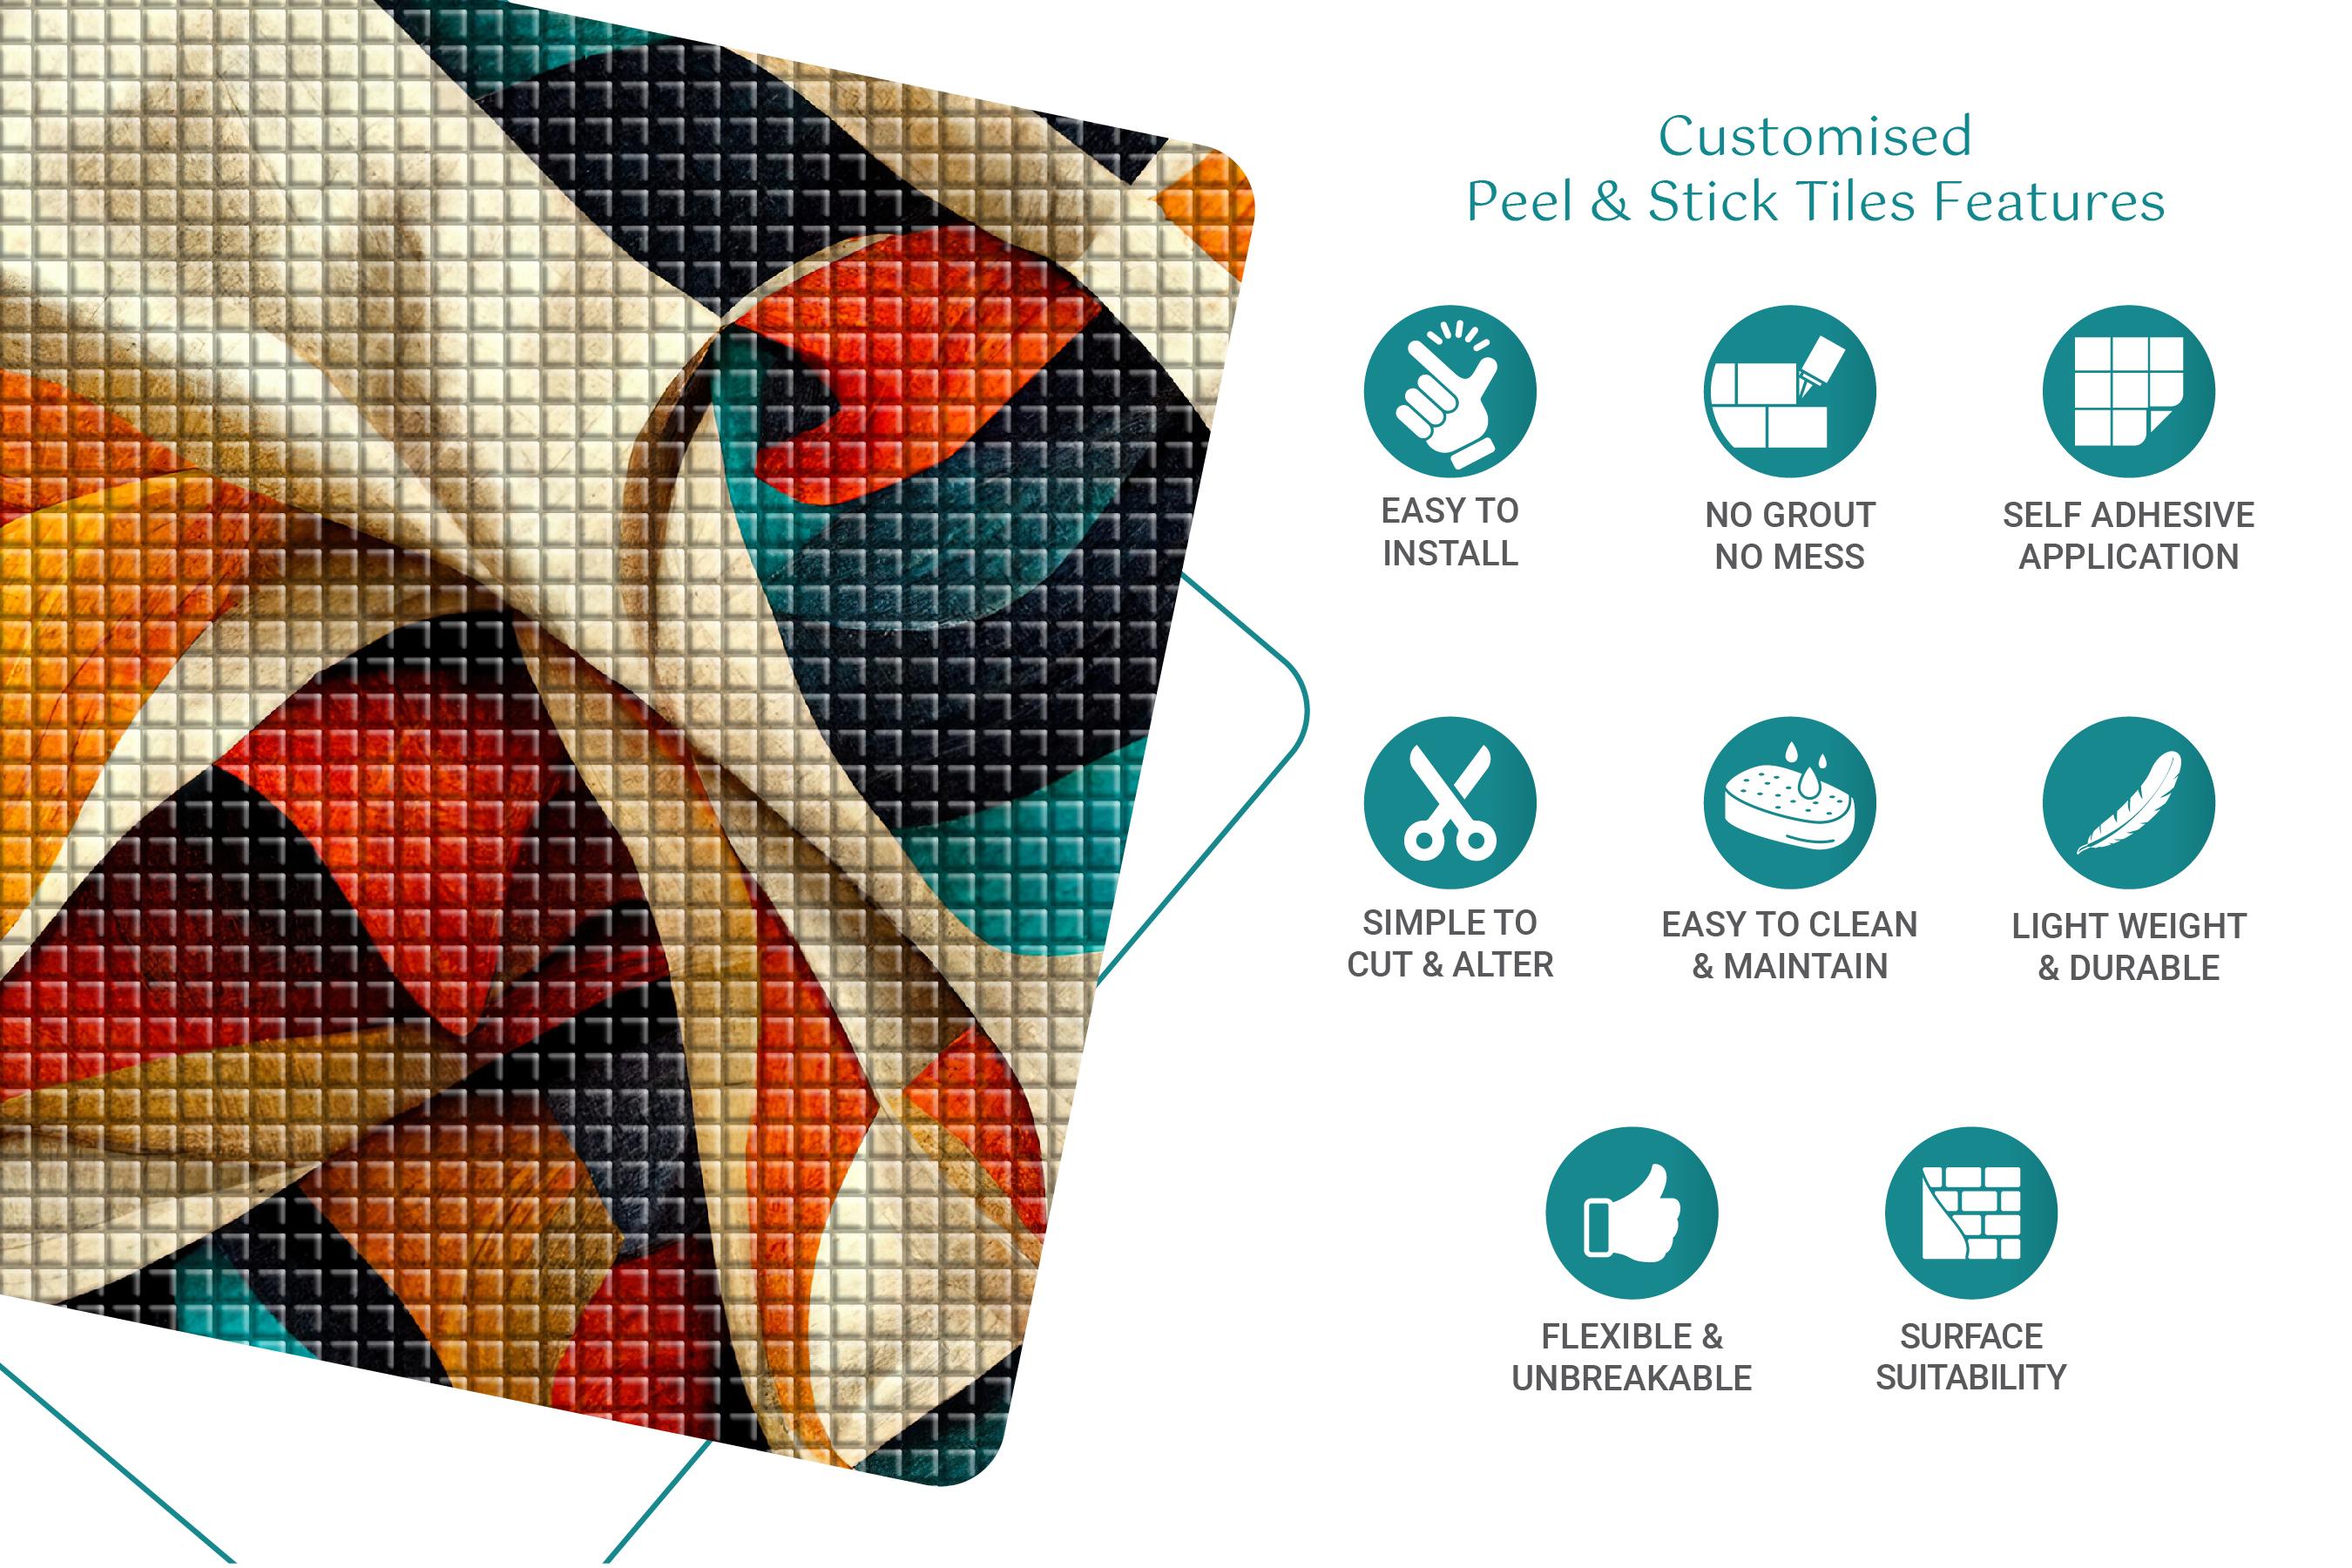 Customised
Peel & Stick Tiles Features
EASY TO
INSTALL
NO GROUT
NO MESS
SELF ADHESIVE
APPLICATION
SIMPLE TO
CUT & ALTER
EASY TO CLEAN
& MAINTAIN
LIGHT WEIGHT
& DURABLE
FLEXIBLE &
UNBREAKABLE
SURFACE
SUITABILITY